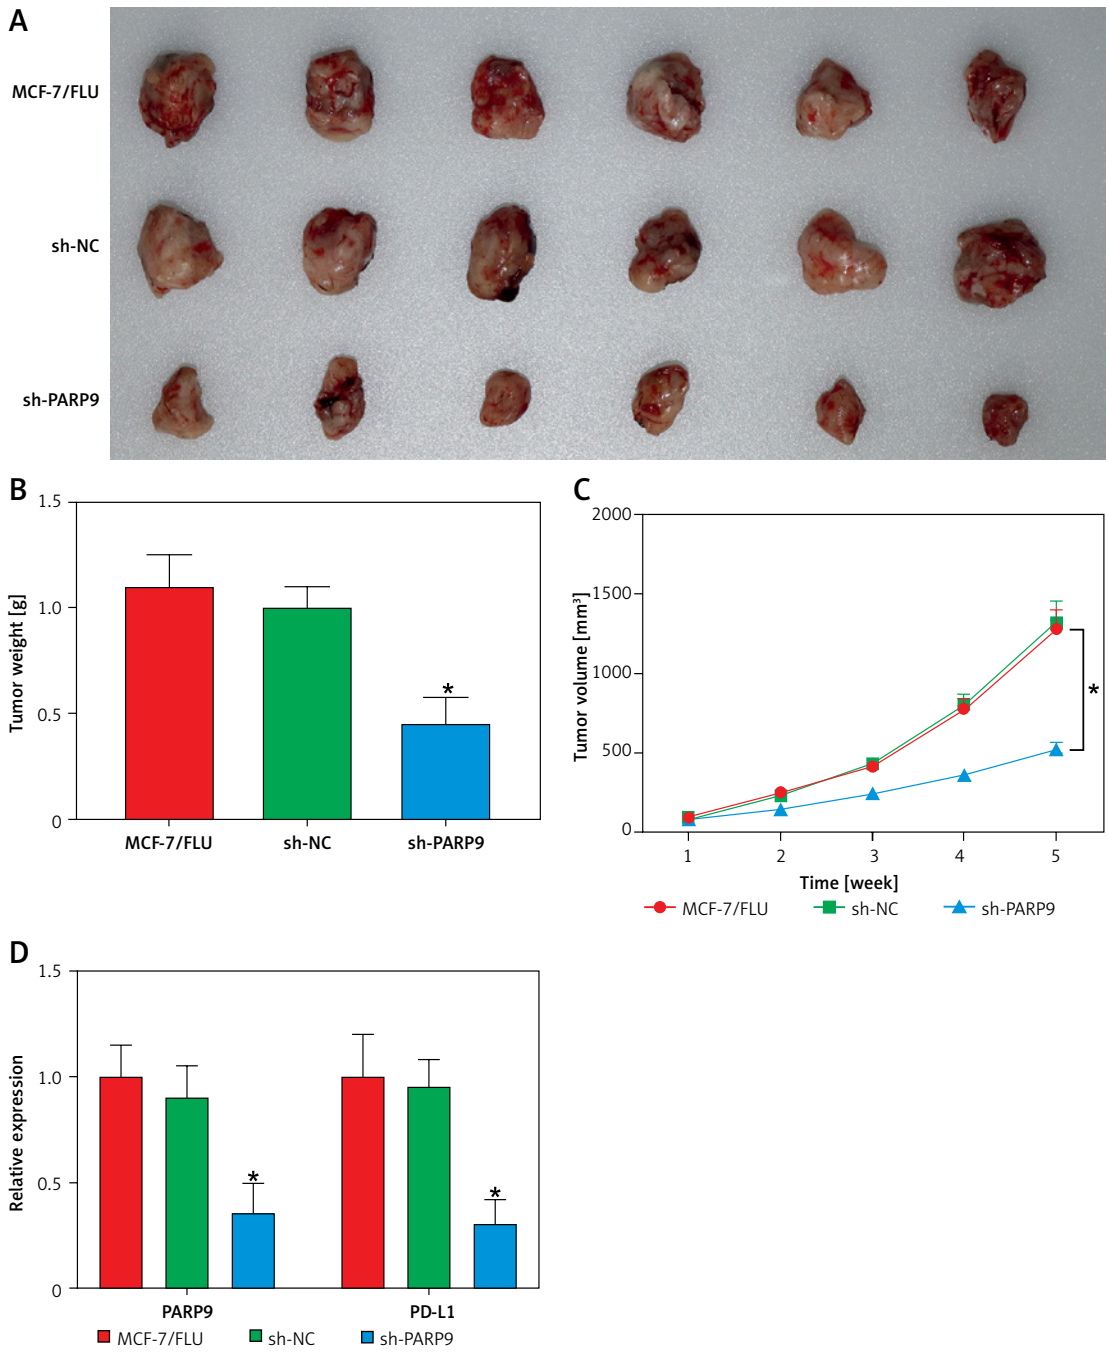 A
MCF-7/FLU
sh-NC
sh-PARP9
B
Tumor weight [g]
1.5
1.0
0.5
0
MCF-7/FLU sh-NC sh-PARP9
*
C
Tumor volume [mm³]
2000
1500
1000
500
0
1 2 3 4 5
Time [week]
*
MCF-7/FLU sh-NC sh-PARP9
D
Relative expression
1.5
1.0
0.5
0
* *
PARP9 PD-L1
MCF-7/FLU sh-NC sh-PARP9